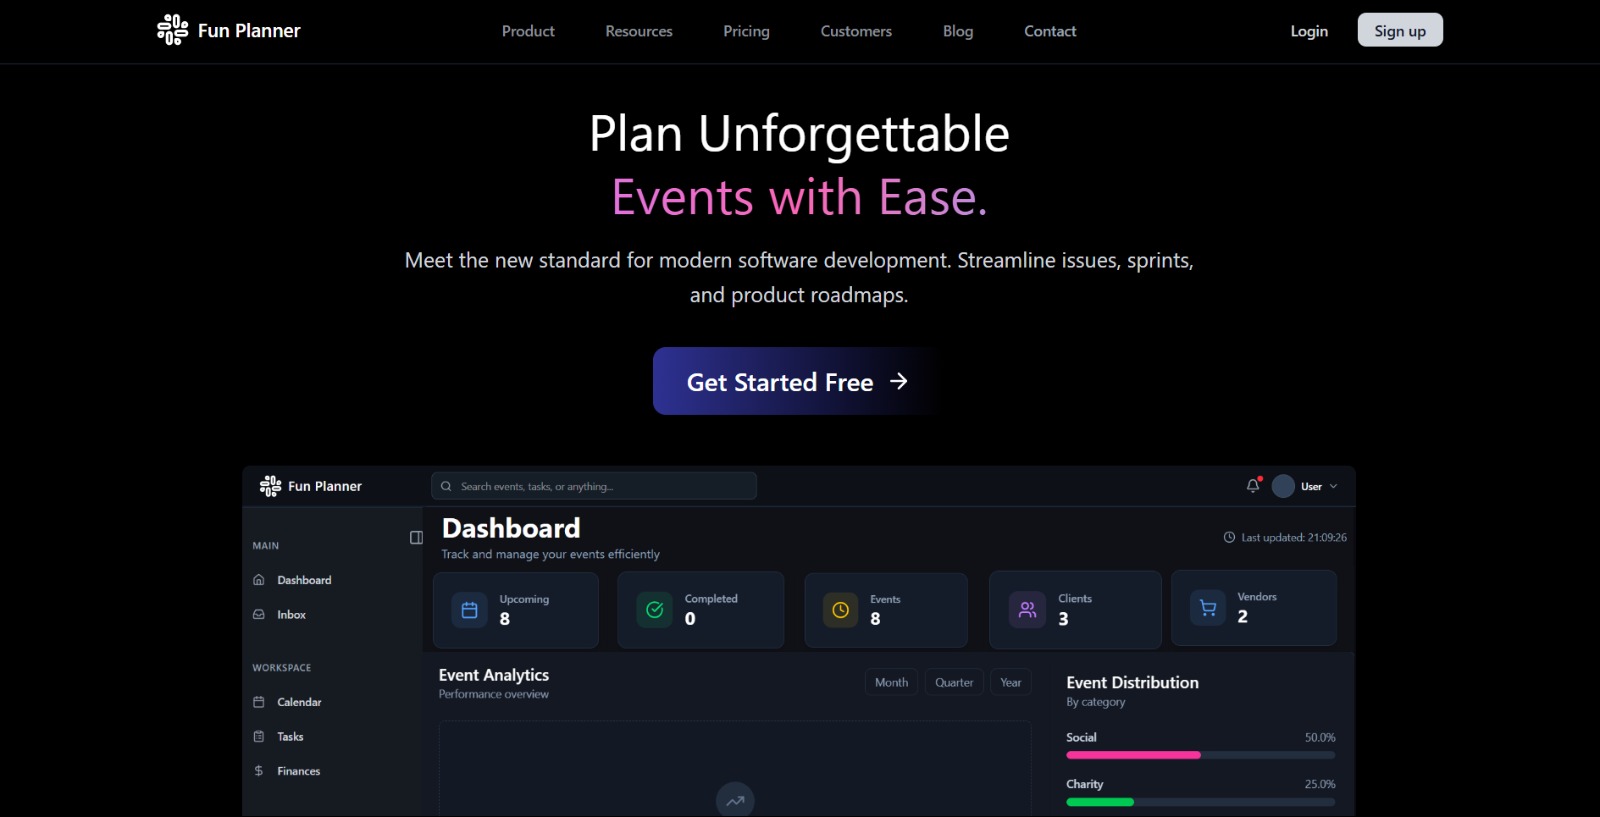 Fun Planner
Product Resources Pricing Customers Blog Contact
Login Sign up
Plan Unforgettable
Events with Ease.
Meet the new standard for modern software development. Streamline issues, sprints,
and product roadmaps.
Get Started Free →
Fun Planner
Search events, tasks, or anything...
User
MAIN
Dashboard
Inbox
WORKSPACE
Calendar
Tasks
Finances
Dashboard
Track and manage your events efficiently
Last updated: 21:09:26
Upcoming
8
Completed
0
Events
8
Clients
3
Vendors
2
Event Analytics
Performance overview
Month Quarter Year
Event Distribution
By category
Social 50.0%
Charity 25.0%